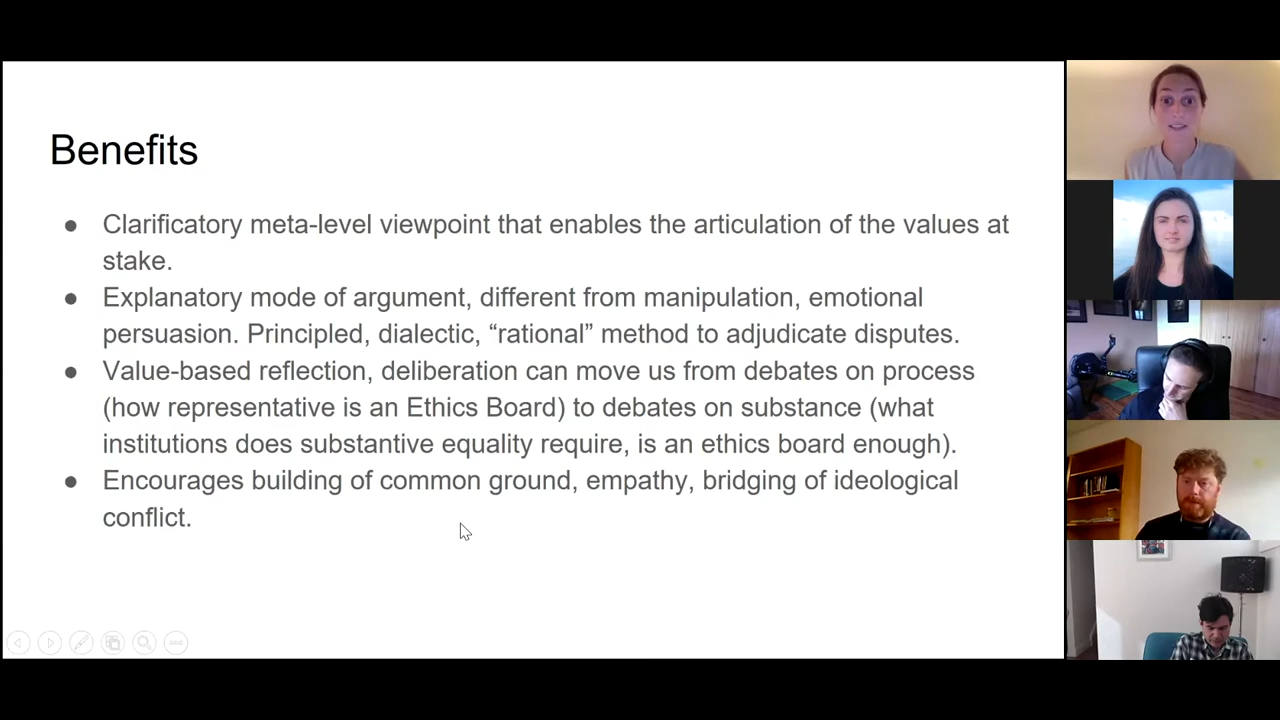 Benefits
● Clarificatory meta-level viewpoint that enables the articulation of the values at
stake.
● Explanatory mode of argument, different from manipulation, emotional
persuasion. Principled, dialectic, “rational” method to adjudicate disputes.
● Value-based reflection, deliberation can move us from debates on process
(how representative is an Ethics Board) to debates on substance (what
institutions does substantive equality require, is an ethics board enough).
● Encourages building of common ground, empathy, bridging of ideological
conflict.